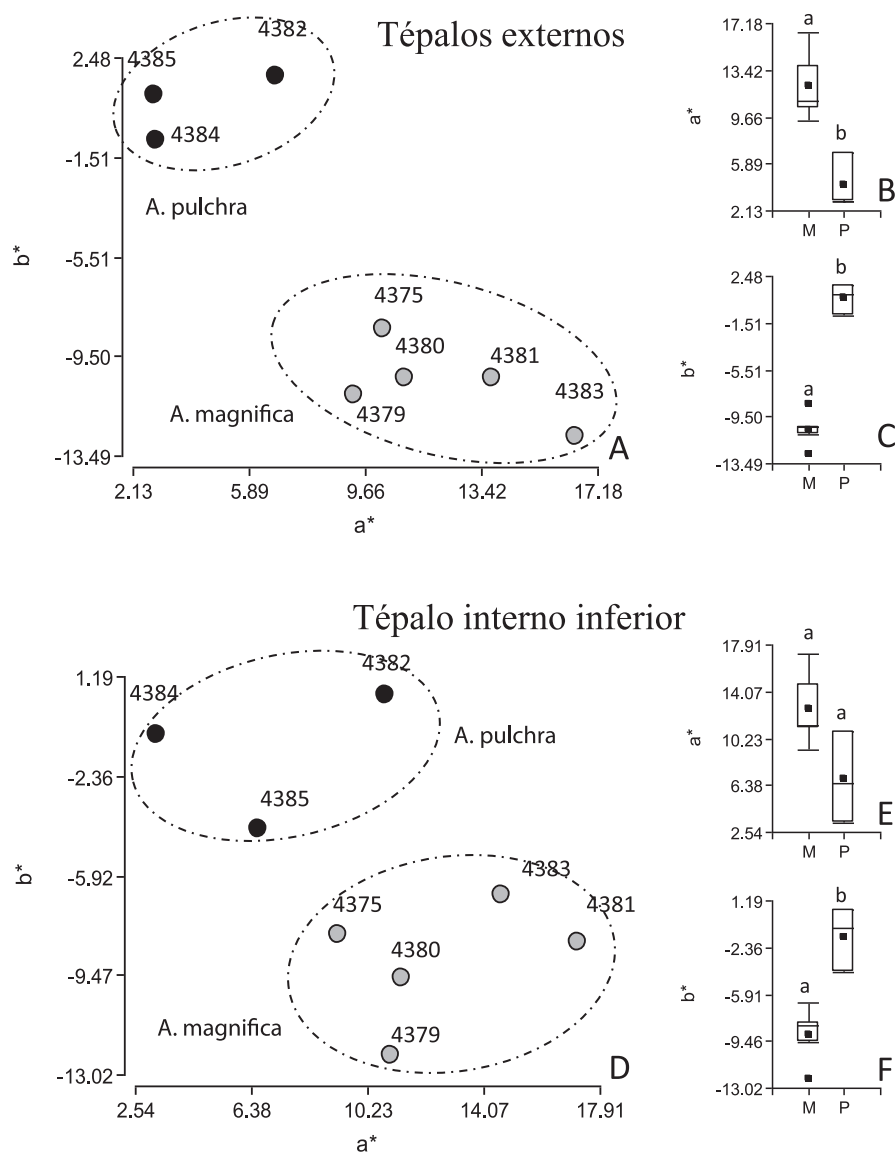 Tépalos externos
2.48
-1.51
-5.51
-9.50
-13.49
b*
4385
4382
4384
A. pulchra
4375
4380
4381
4379
4383
A. magnifica
A
2.13
5.89
9.66
13.42
17.18
a*
17.18
13.42
9.66
5.89
2.13
a*
a
b
B
M
P
2.48
-1.51
-5.51
-9.50
-13.49
b*
b
a
C
M
P
Tépalo interno inferior
1.19
-2.36
-5.92
-9.47
-13.02
b*
4384
4382
A. pulchra
4385
4383
4375
4381
4380
4379
A. magnifica
D
2.54
6.38
10.23
14.07
17.91
a*
17.91
14.07
10.23
6.38
2.54
a*
a
a
E
M
P
1.19
-2.36
-5.91
-9.46
-13.02
b*
b
a
F
M
P